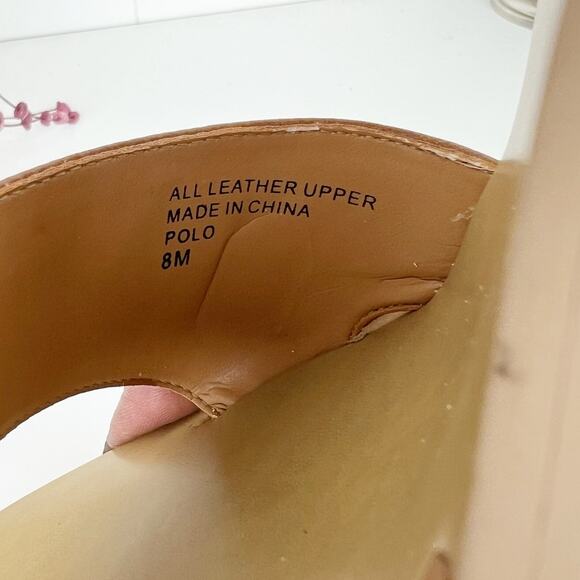 ALL LEATHER UPPER
MADE IN CHINA
POLO
8M